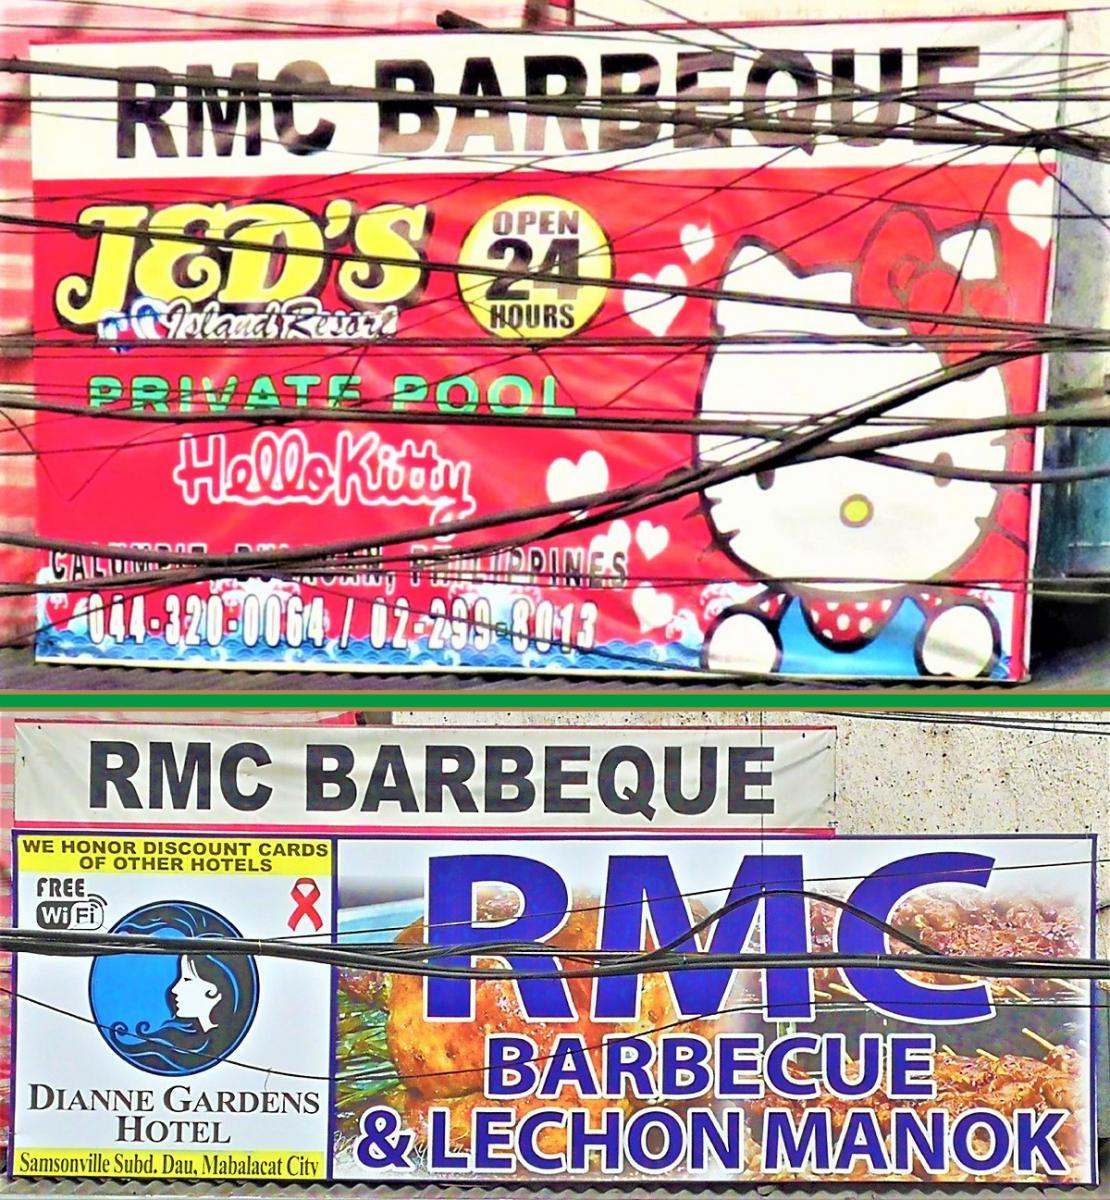 RMC BARBEQUE
JED'S
Island Resort
OPEN
24
HOURS
PRIVATE POOL
Hello Kitty
CALUMPIT, BULACAN, PHILIPPINES
044-320-0064 / 02-299-8013
RMC BARBEQUE
WE HONOR DISCOUNT CARDS
OF OTHER HOTELS
FREE
WiFi
DIANNE GARDENS
HOTEL
Samsonville Subd. Dau, Mabalacat City
RMC
BARBECUE
& LECHON MANOK